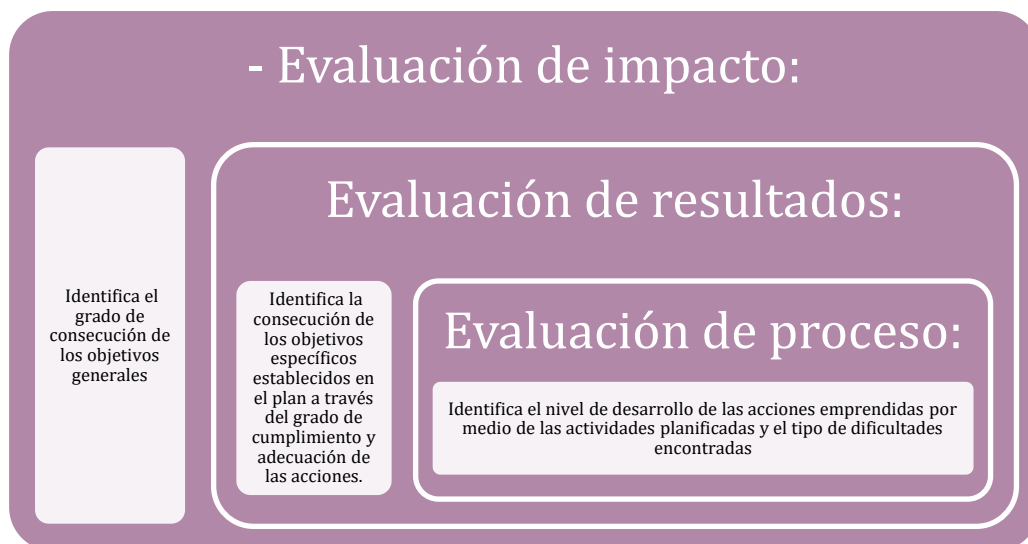 - Evaluación de impacto:
Identifica el
grado de
consecución de
los objetivos
generales
Evaluación de resultados:
Identifica la
consecución de
los objetivos
específicos
establecidos en
el plan a través
del grado de
cumplimiento y
adecuación de
las acciones.
Evaluación de proceso:
Identifica el nivel de desarrollo de las acciones emprendidas por
medio de las actividades planificadas y el tipo de dificultades
encontradas